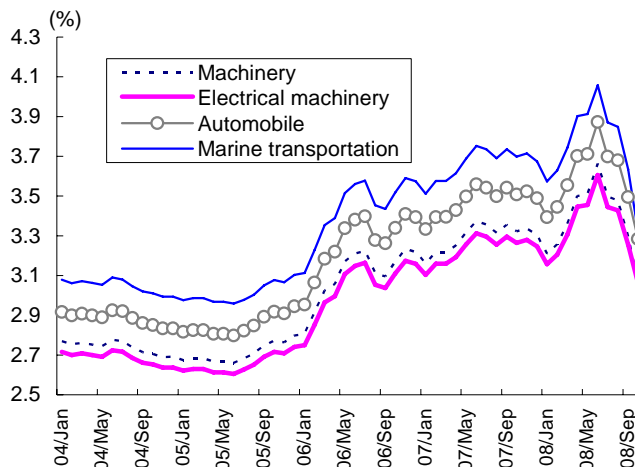 (%)
4.3
4.1
3.9
3.7
3.5
3.3
3.1
2.9
2.7
2.5
Machinery
Electrical machinery
Automobile
Marine transportation
04/Jan
04/May
04/Sep
05/Jan
05/May
05/Sep
06/Jan
06/May
06/Sep
07/Jan
07/May
07/Sep
08/Jan
08/May
08/Sep